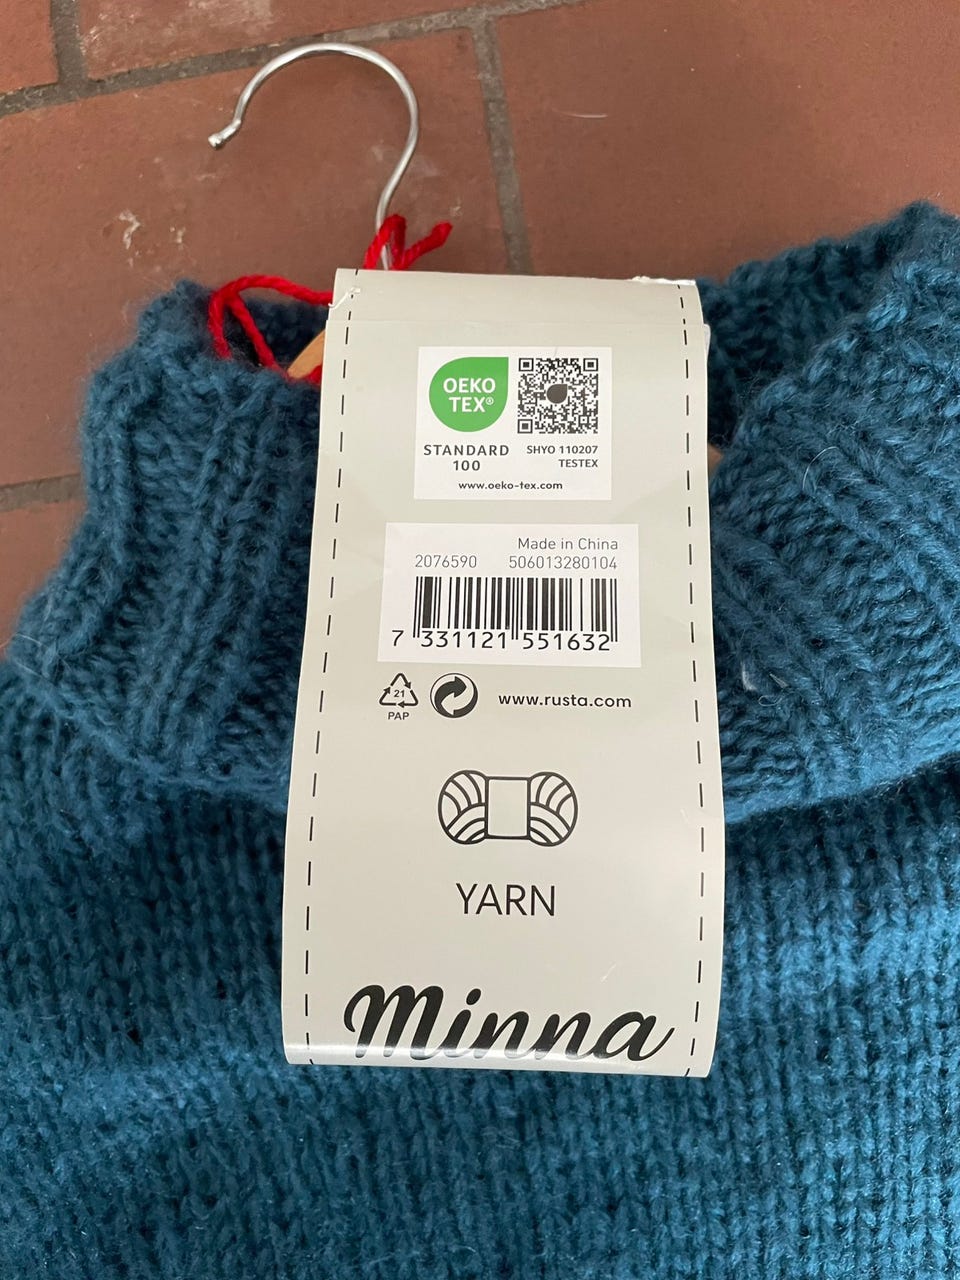 OEKO
TEX®
STANDARD
100
SHYO 110207
TESTEX
www.oeko-tex.com
Made in China
2076590 506013280104
7 331121 551632
21
PAP
www.rusta.com
YARN
Minna